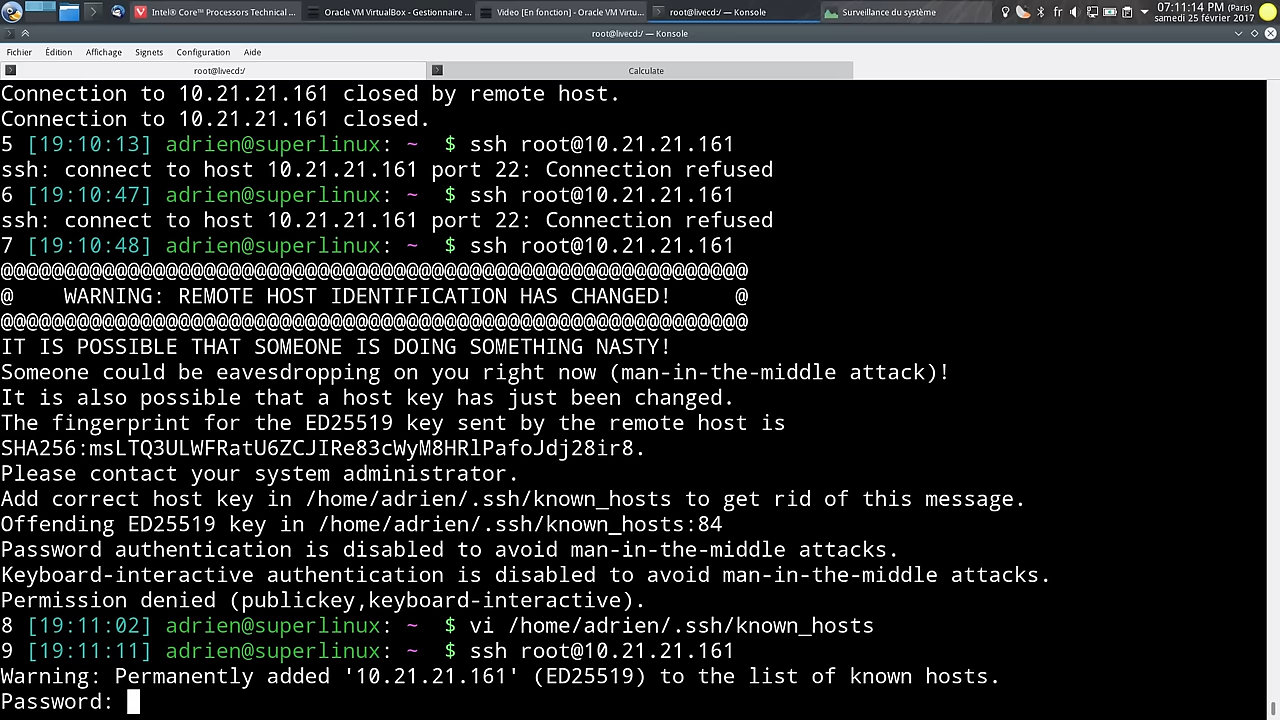 Intel® Core™ Processors Technical ...
Oracle VM VirtualBox - Gestionnaire ...
Video [En fonction] - Oracle VM Virtu...
root@livecd:/ — Konsole
Surveillance du système
fr
07:11:14 PM (Paris)
samedi 25 février 2017
root@livecd:/ — Konsole
Fichier Édition Affichage Signets Configuration Aide
root@livecd:/
Calculate
Connection to 10.21.21.161 closed by remote host.
Connection to 10.21.21.161 closed.
5 [19:10:13] adrien@superlinux: ~  $ ssh root@10.21.21.161
ssh: connect to host 10.21.21.161 port 22: Connection refused
6 [19:10:47] adrien@superlinux: ~  $ ssh root@10.21.21.161
ssh: connect to host 10.21.21.161 port 22: Connection refused
7 [19:10:48] adrien@superlinux: ~  $ ssh root@10.21.21.161
@@@@@@@@@@@@@@@@@@@@@@@@@@@@@@@@@@@@@@@@@@@@@@@@@@@@@@@@@@@
@    WARNING: REMOTE HOST IDENTIFICATION HAS CHANGED!     @
@@@@@@@@@@@@@@@@@@@@@@@@@@@@@@@@@@@@@@@@@@@@@@@@@@@@@@@@@@@
IT IS POSSIBLE THAT SOMEONE IS DOING SOMETHING NASTY!
Someone could be eavesdropping on you right now (man-in-the-middle attack)!
It is also possible that a host key has just been changed.
The fingerprint for the ED25519 key sent by the remote host is
SHA256:msLTQ3ULWFRatU6ZCJIRe83cWyM8HRlPafoJdj28ir8.
Please contact your system administrator.
Add correct host key in /home/adrien/.ssh/known_hosts to get rid of this message.
Offending ED25519 key in /home/adrien/.ssh/known_hosts:84
Password authentication is disabled to avoid man-in-the-middle attacks.
Keyboard-interactive authentication is disabled to avoid man-in-the-middle attacks.
Permission denied (publickey,keyboard-interactive).
8 [19:11:02] adrien@superlinux: ~  $ vi /home/adrien/.ssh/known_hosts
9 [19:11:11] adrien@superlinux: ~  $ ssh root@10.21.21.161
Warning: Permanently added '10.21.21.161' (ED25519) to the list of known hosts.
Password: